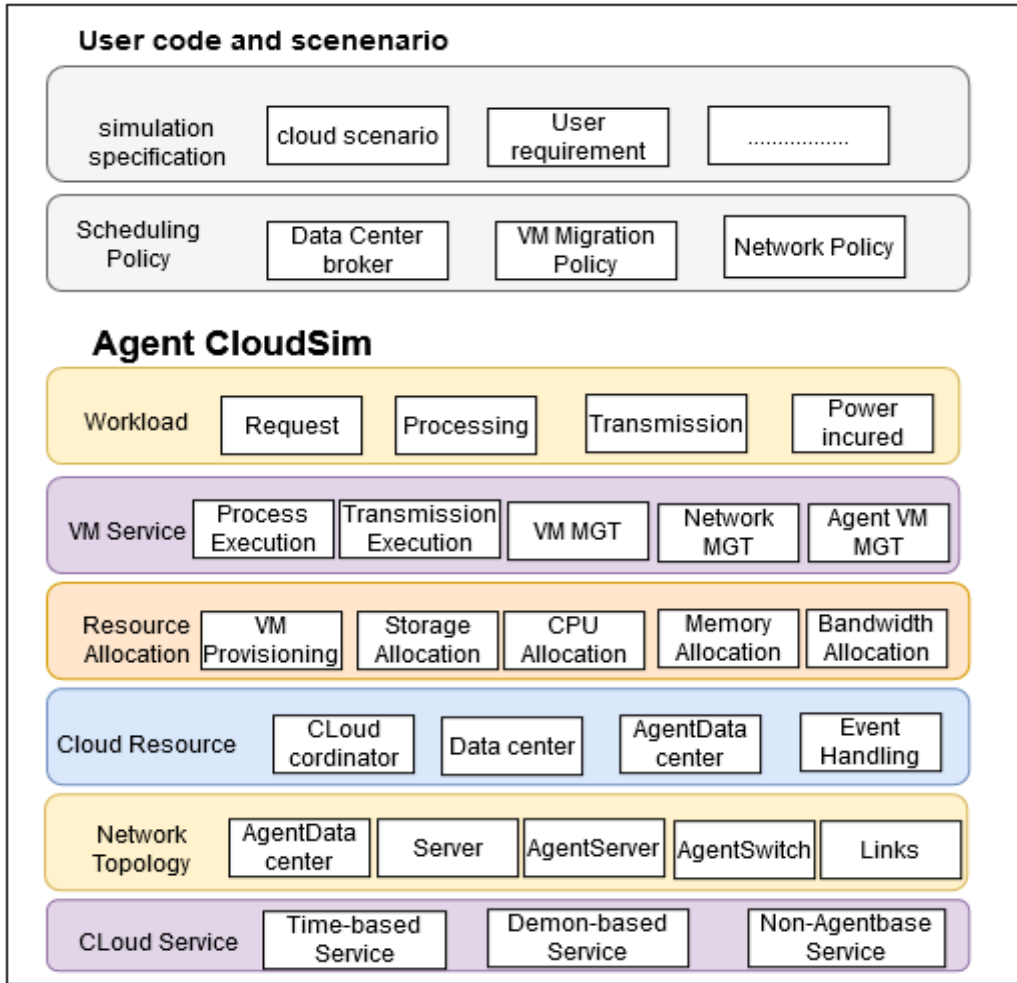 User code and scenenario
simulation
specification
cloud scenario
User
requirement
.................
Scheduling
Policy
Data Center
broker
VM Migration
Policy
Network Policy
Agent CloudSim
Workload
Request
Processing
Transmission
Power
incured
VM Service
Process
Execution
Transmission
Execution
VM MGT
Network
MGT
Agent VM
MGT
Resource
Allocation
VM
Provisioning
Storage
Allocation
CPU
Allocation
Memory
Allocation
Bandwidth
Allocation
Cloud Resource
CLoud
cordinator
Data center
AgentData
center
Event
Handling
Network
Topology
AgentData
center
Server
AgentServer
AgentSwitch
Links
CLoud Service
Time-based
Service
Demon-based
Service
Non-Agentbase
Service